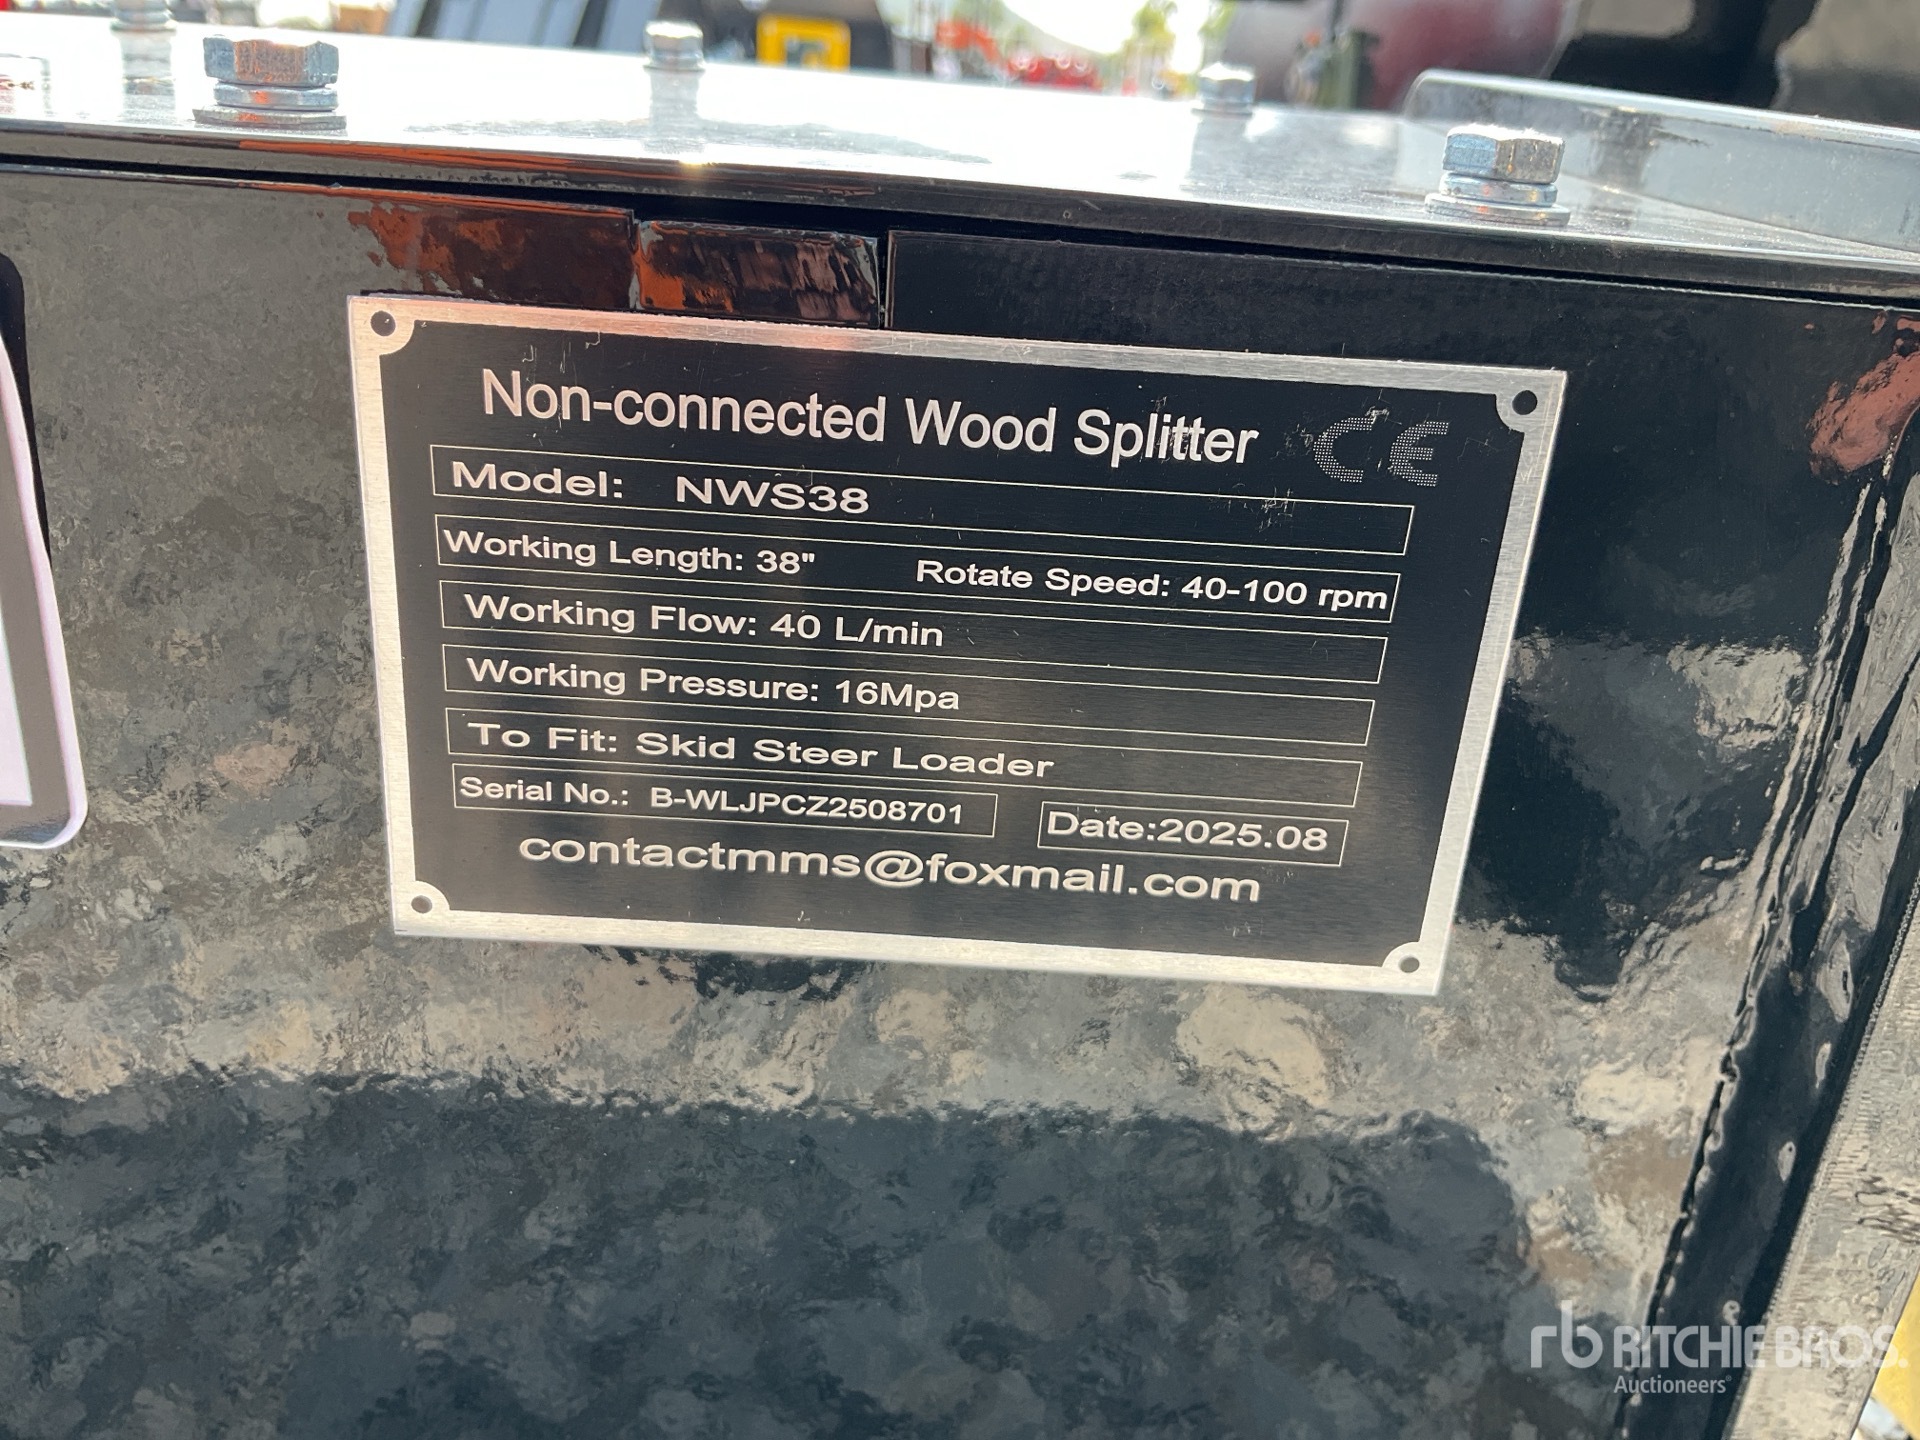 Non-connected Wood Splitter CE
Model: NWS38
Working Length: 38" Rotate Speed: 40-100 rpm
Working Flow: 40 L/min
Working Pressure: 16Mpa
To Fit: Skid Steer Loader
Serial No.: B-WLJPCZ2508701 Date:2025.08
contactmms@foxmail.com
rb RITCHIE BROS.
Auctioneers